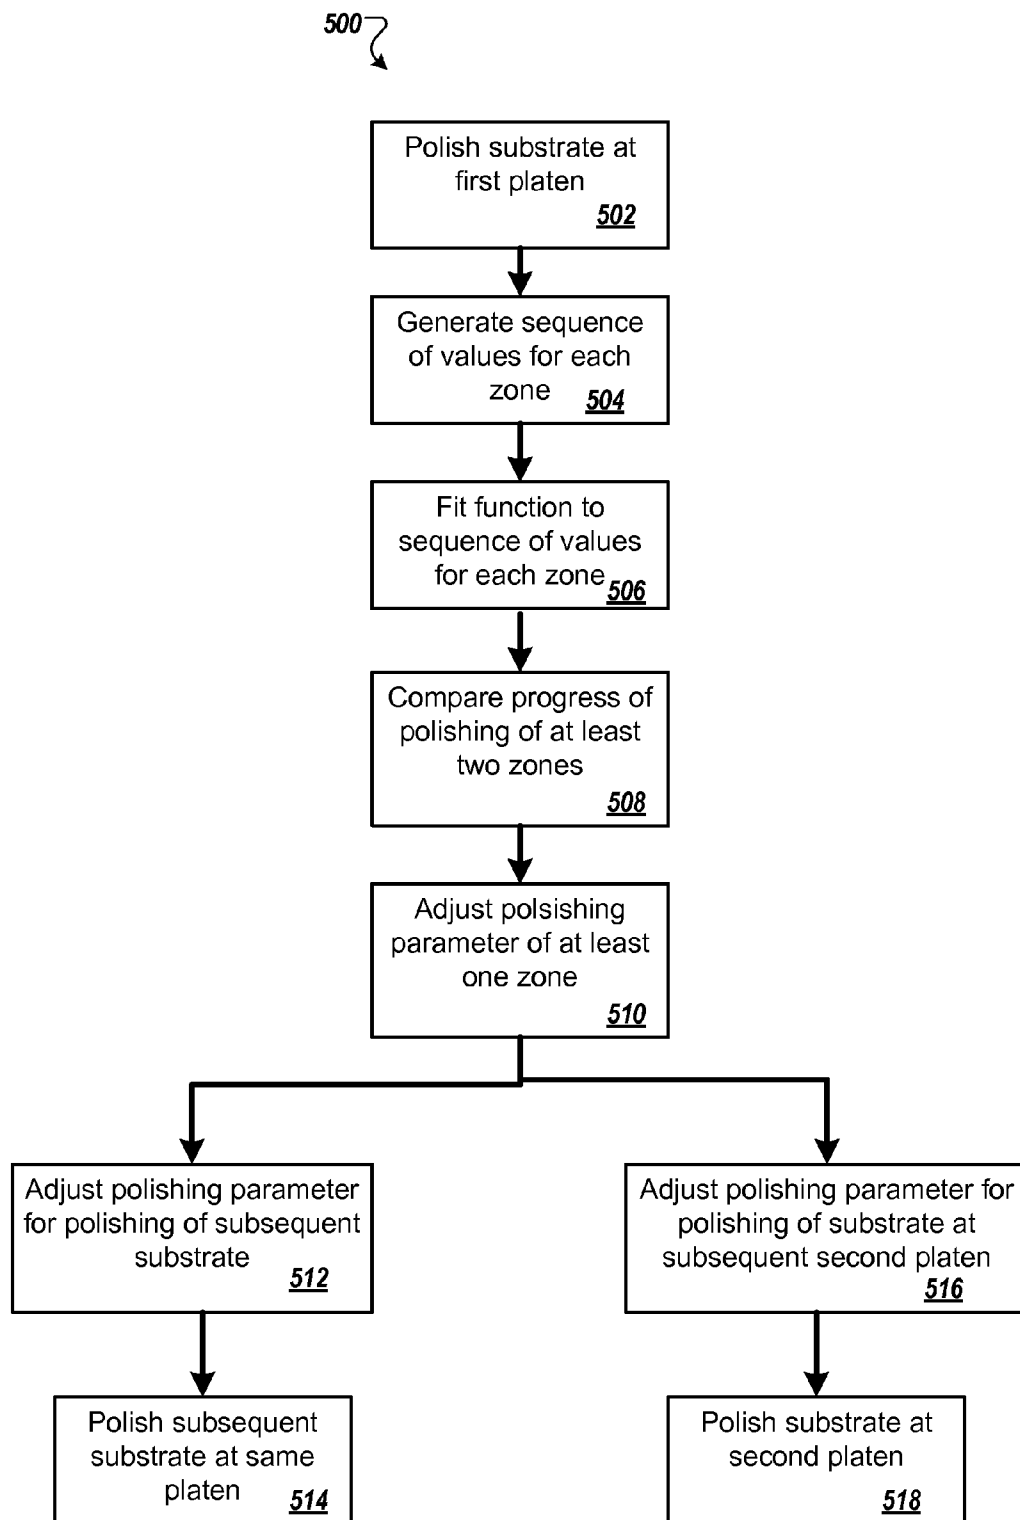 500
Polish substrate at
first platen
502
Generate sequence
of values for each
zone 504
Fit function to
sequence of values
for each zone 506
Compare progress of
polishing of at least
two zones
508
Adjust polsishing
parameter of at least
one zone
510
Adjust polishing parameter
for polishing of subsequent
substrate
512
Adjust polishing parameter for
polishing of substrate at
subsequent second platen
516
Polish subsequent
substrate at same
platen 514
Polish substrate at
second platen
518